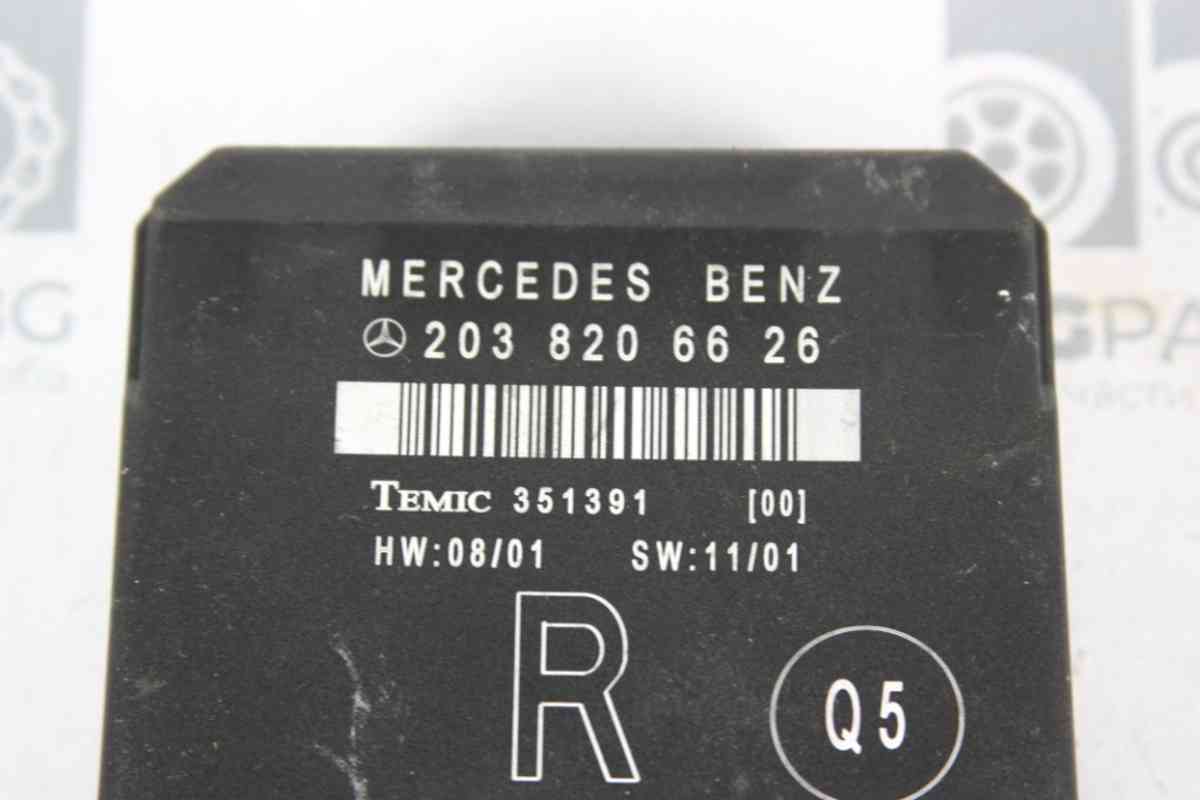 MERCEDES BENZ
203 820 66 26
TEMIC 351391 [00]
HW:08/01 SW:11/01
R
Q5